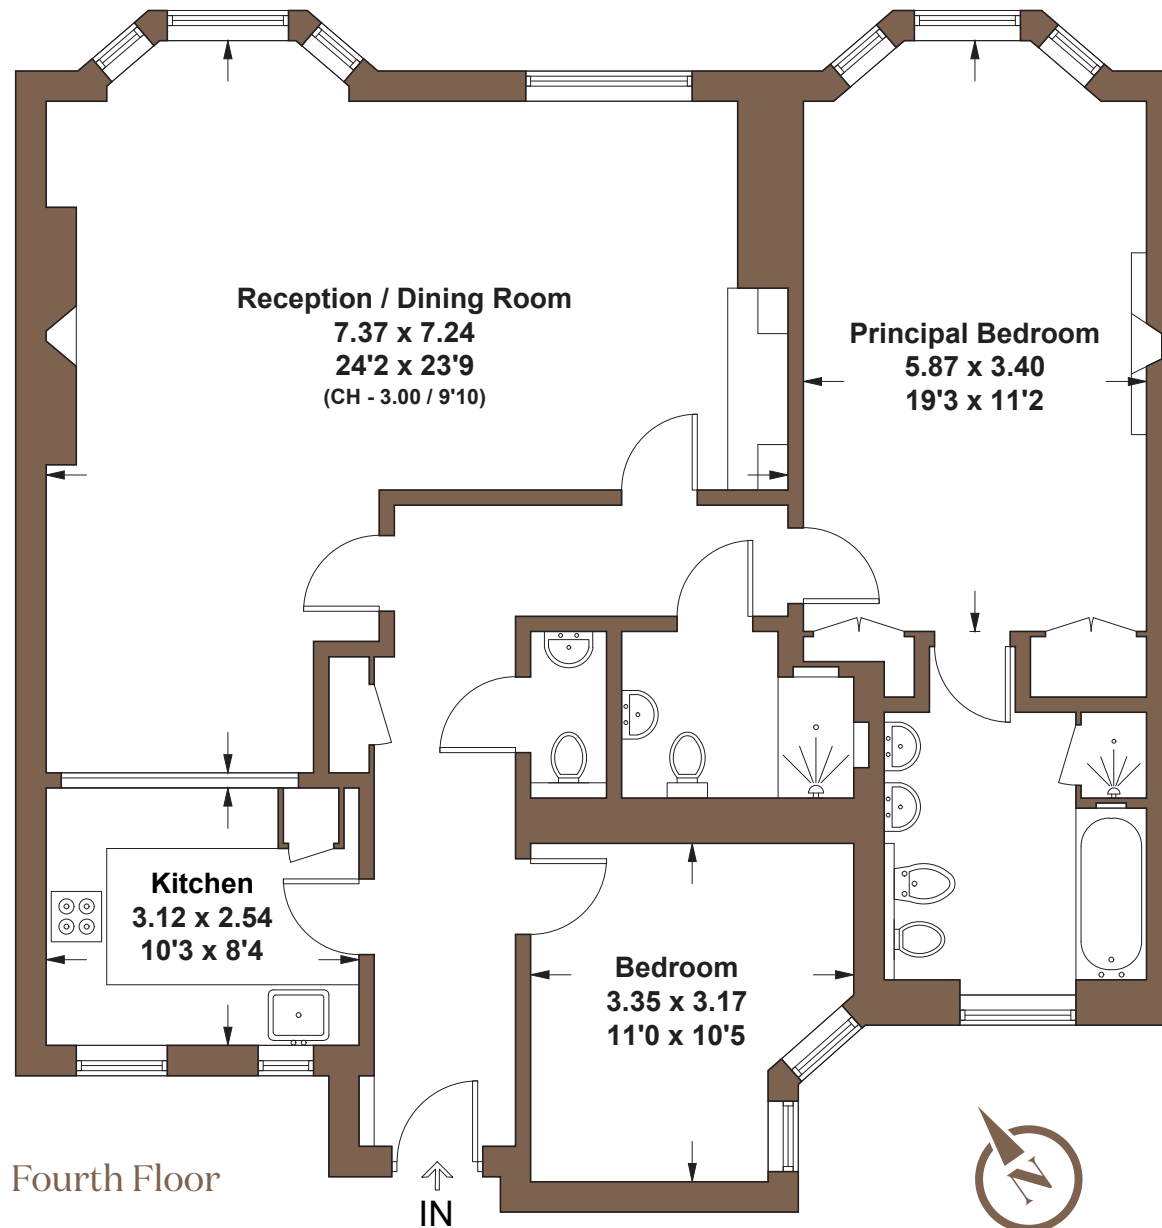 Reception / Dining Room
7.37 x 7.24
24'2 x 23'9
(CH - 3.00 / 9'10)
Principal Bedroom
5.87 x 3.40
19'3 x 11'2
Kitchen
3.12 x 2.54
10'3 x 8'4
Bedroom
3.35 x 3.17
11'0 x 10'5
Fourth Floor
IN
N